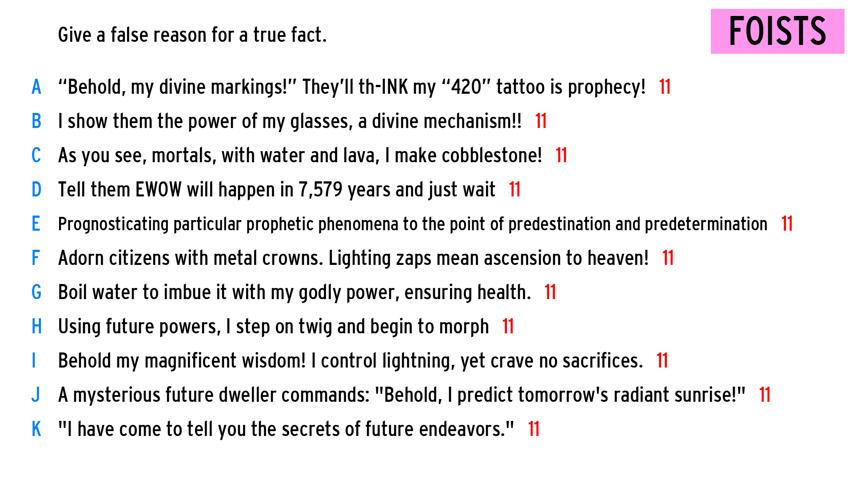 Give a false reason for a true fact.
FOISTS
A “Behold, my divine markings!” They’ll th-INK my “420” tattoo is prophecy! 11
B I show them the power of my glasses, a divine mechanism!! 11
C As you see, mortals, with water and lava, I make cobblestone! 11
D Tell them EWOW will happen in 7,579 years and just wait 11
E Prognosticating particular prophetic phenomena to the point of predestination and predetermination 11
F Adorn citizens with metal crowns. Lighting zaps mean ascension to heaven! 11
G Boil water to imbue it with my godly power, ensuring health. 11
H Using future powers, I step on twig and begin to morph 11
I Behold my magnificent wisdom! I control lightning, yet crave no sacrifices. 11
J A mysterious future dweller commands: "Behold, I predict tomorrow's radiant sunrise!" 11
K "I have come to tell you the secrets of future endeavors." 11